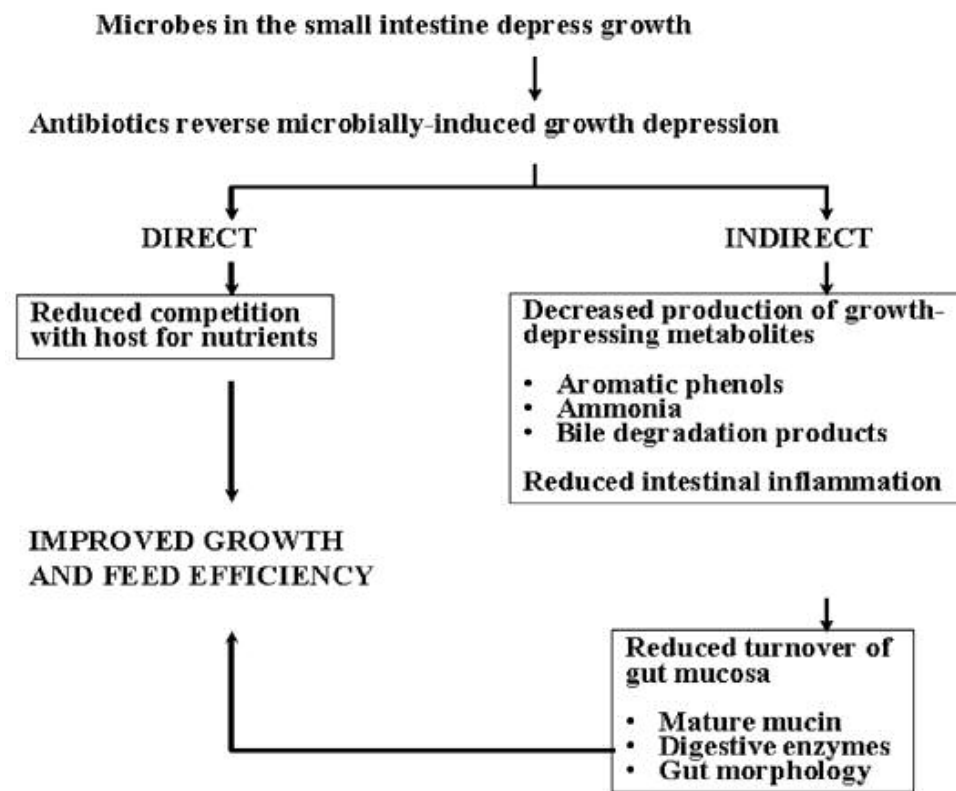 Microbes in the small intestine depress growth
Antibiotics reverse microbially-induced growth depression
DIRECT
Reduced competition
with host for nutrients
IMPROVED GROWTH
AND FEED EFFICIENCY
INDIRECT
Decreased production of growth-
depressing metabolites
• Aromatic phenols
• Ammonia
• Bile degradation products
Reduced intestinal inflammation
Reduced turnover of
gut mucosa
• Mature mucin
• Digestive enzymes
• Gut morphology